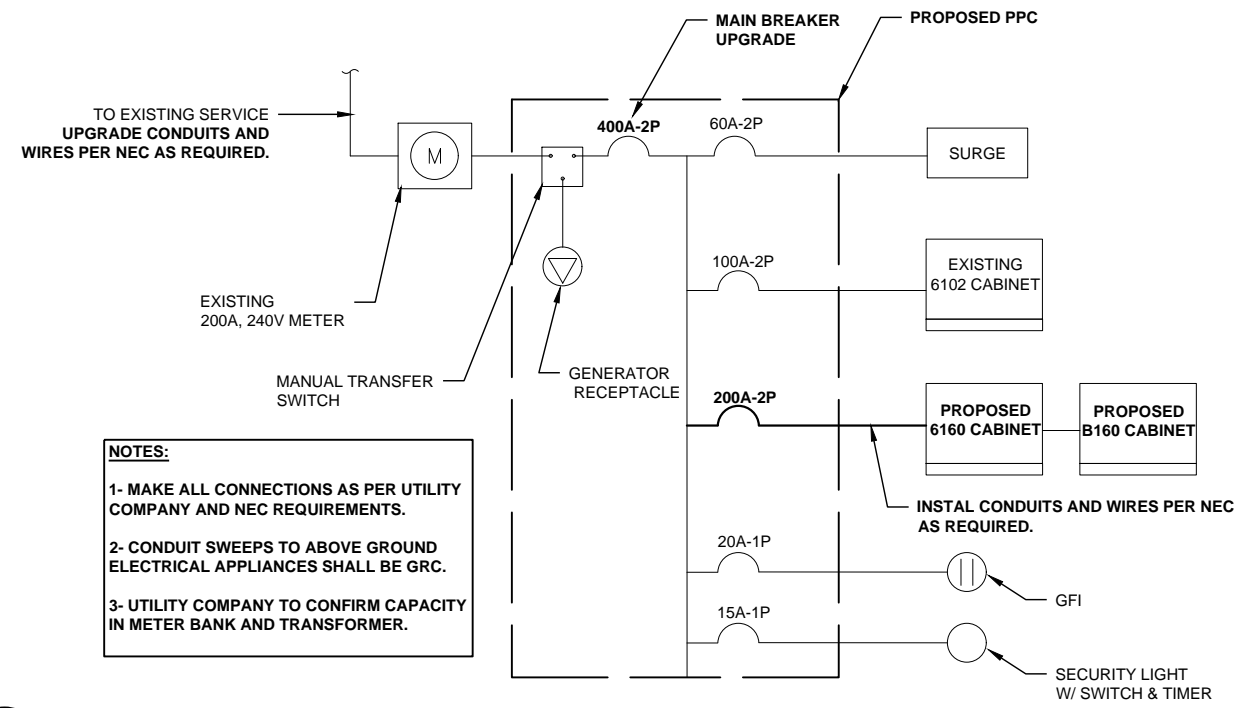 MAIN BREAKER
UPGRADE
PROPOSED PPC
TO EXISTING SERVICE
UPGRADE CONDUITS AND
WIRES PER NEC AS REQUIRED.
400A-2P
60A-2P
M
SURGE
100A-2P
EXISTING
6102 CABINET
EXISTING
200A, 240V METER
MANUAL TRANSFER
SWITCH
GENERATOR
RECEPTACLE
200A-2P
PROPOSED
6160 CABINET
PROPOSED
B160 CABINET
INSTAL CONDUITS AND WIRES PER NEC
AS REQUIRED.
NOTES:
1- MAKE ALL CONNECTIONS AS PER UTILITY
COMPANY AND NEC REQUIREMENTS.
2- CONDUIT SWEEPS TO ABOVE GROUND
ELECTRICAL APPLIANCES SHALL BE GRC.
3- UTILITY COMPANY TO CONFIRM CAPACITY
IN METER BANK AND TRANSFORMER.
20A-1P
GFI
15A-1P
SECURITY LIGHT
W/ SWITCH & TIMER